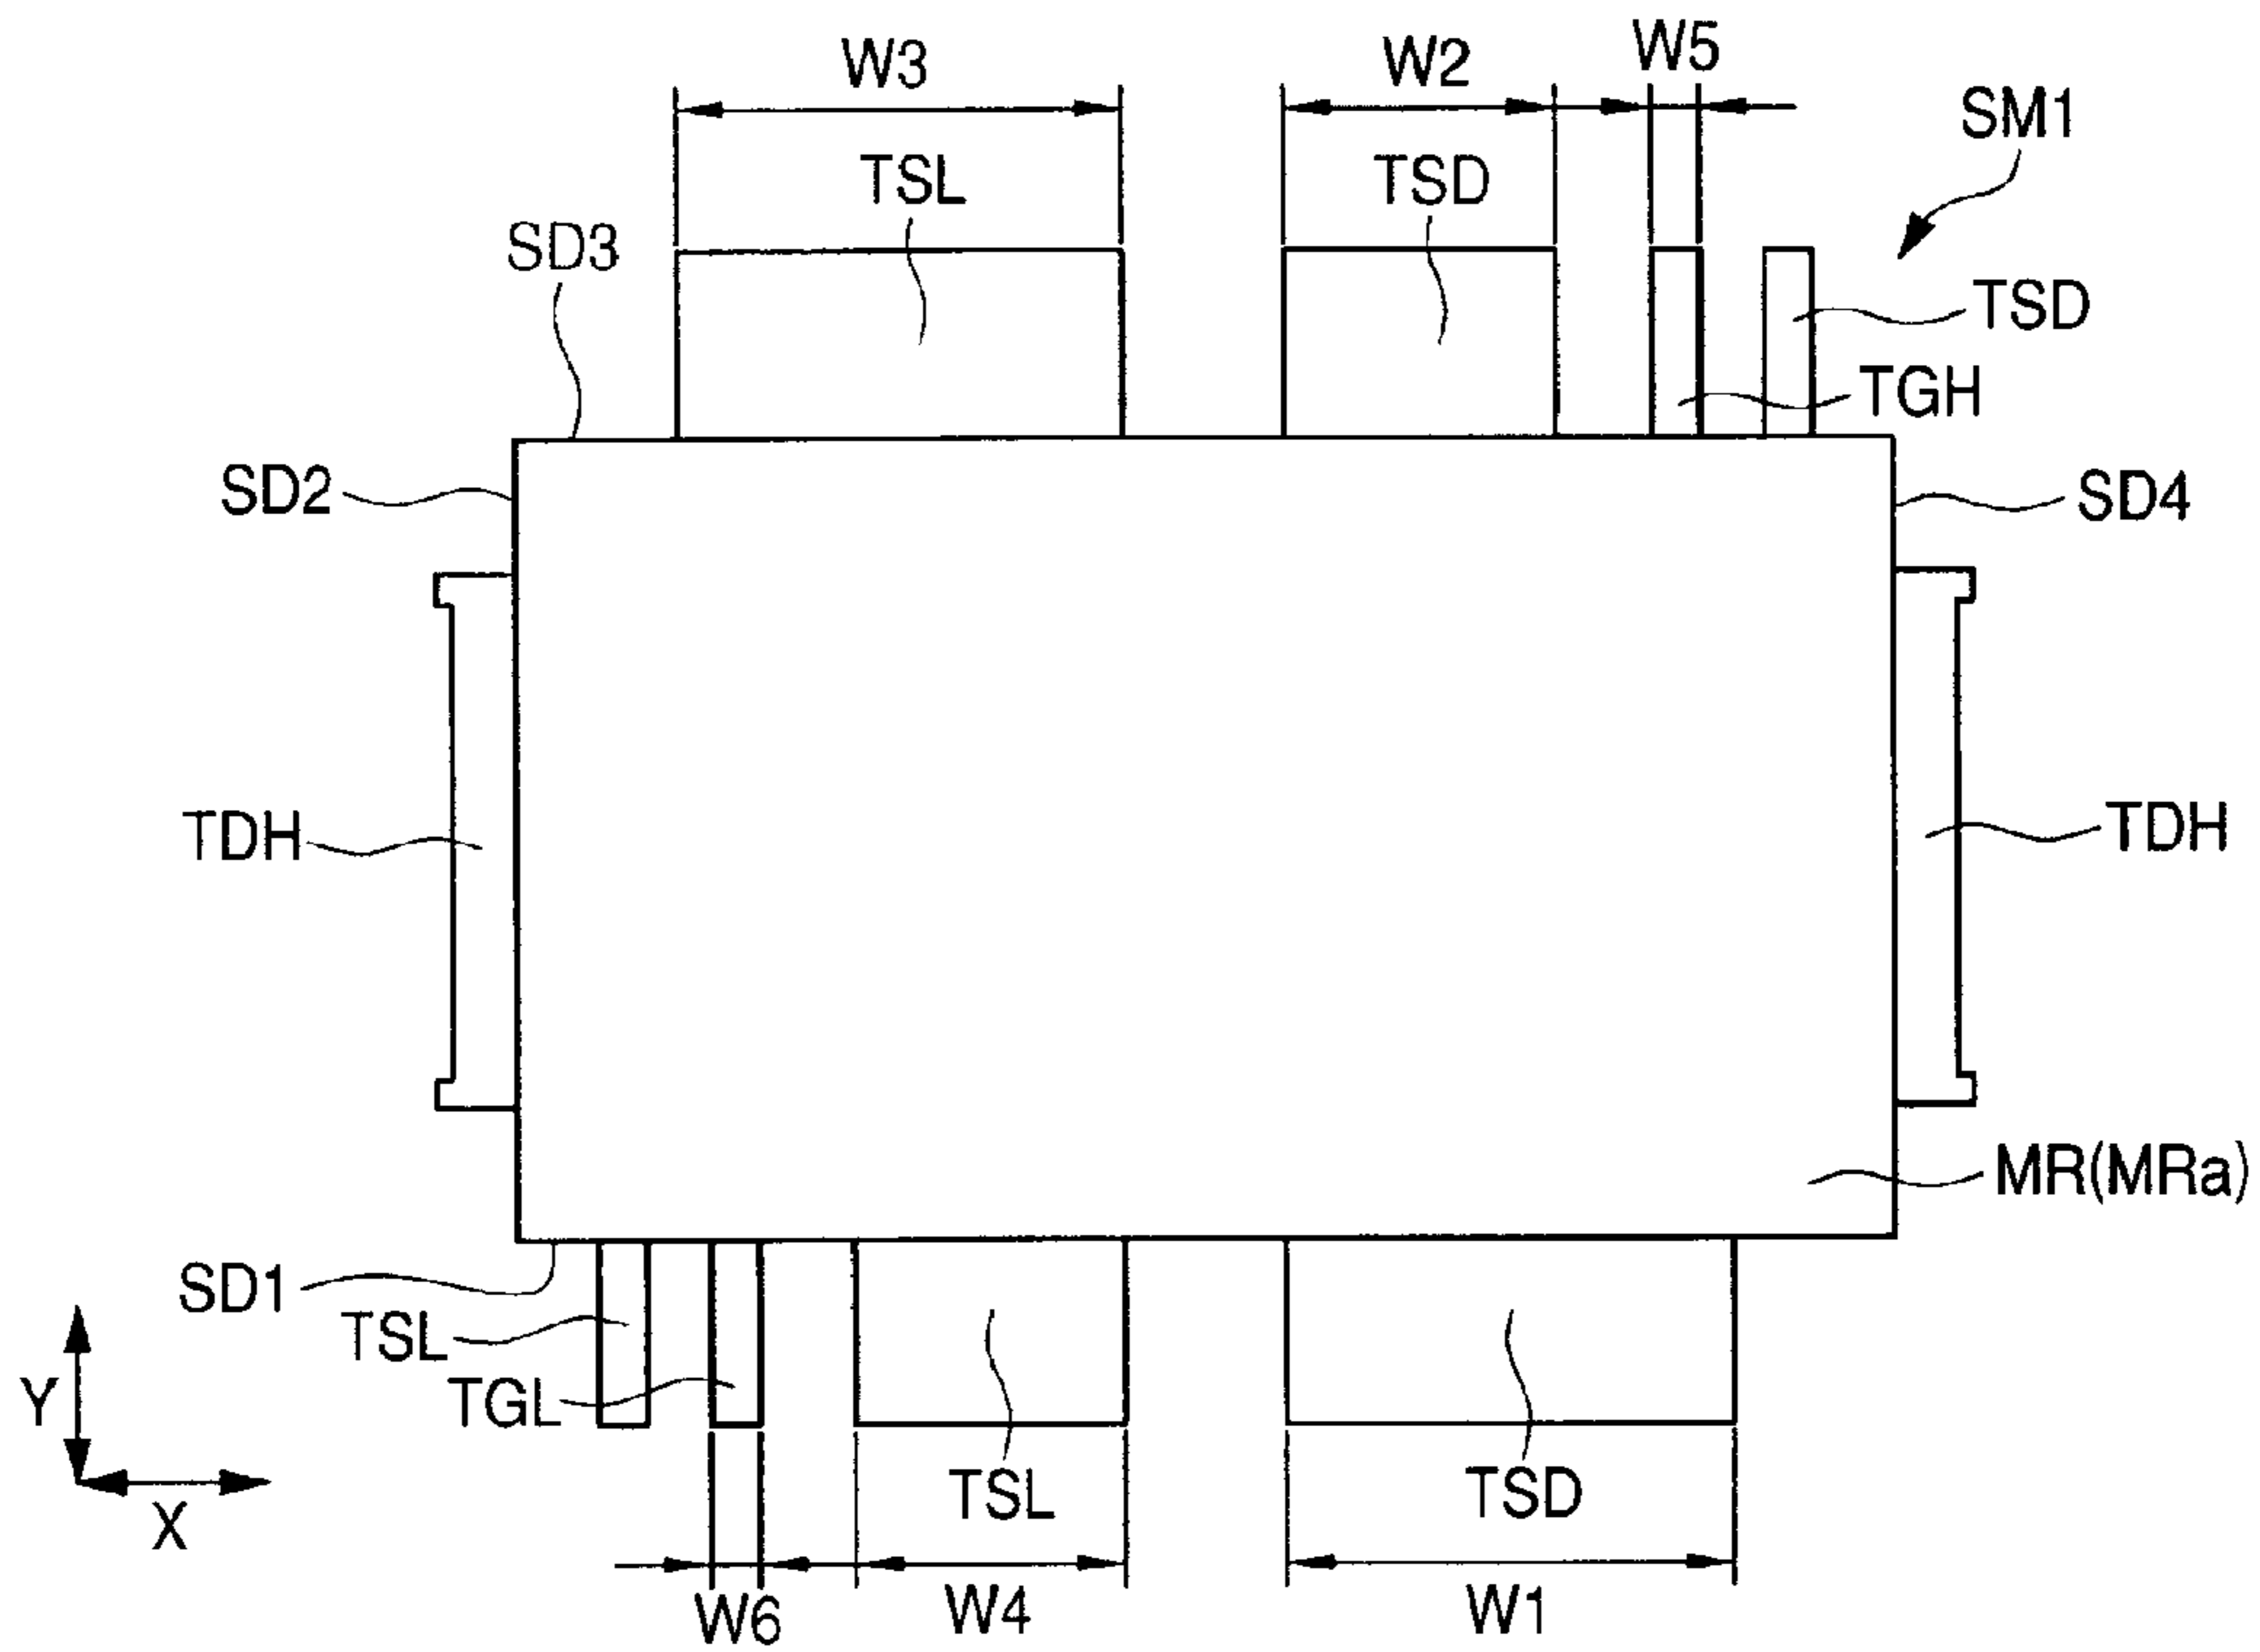 W3
W2
W5
SM1
TSL
TSD
SD3
TSD
TGH
SD2
SD4
TDH
TDH
MR(MRa)
SD1
TSL
TGL
Y
TSL
TSD
X
W6
W4
W1